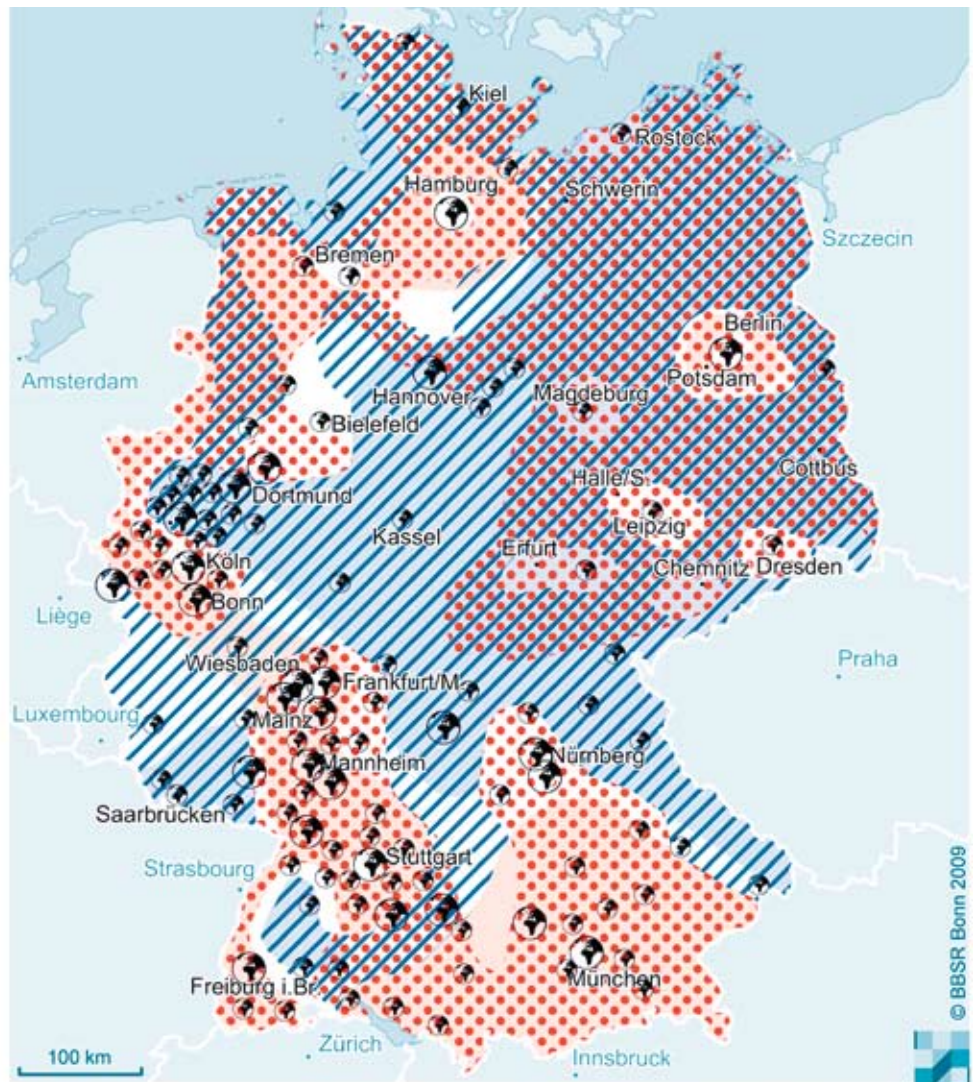 Kiel
Rostock
Hamburg
Schwerin
Szczecin
Bremen
Berlin
Amsterdam
Hannover
Potsdam
Magdeburg
Bielefeld
Cottbus
Halle/S.
Dortmund
Leipzig
Kassel
Erfurt
Köln
Chemnitz
Dresden
Liège
Bonn
Wiesbaden
Praha
Frankfurt/M.
Luxembourg
Mainz
Nürnberg
Mannheim
Saarbrücken
Strasbourg
Stuttgart
© BBSR Bonn 2009
München
Freiburg i.Br.
Zürich
100 km
Innsbruck